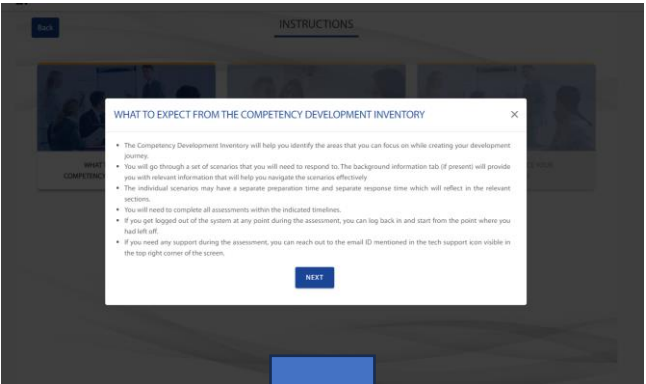 Back
INSTRUCTIONS
WHAT TO EXPECT FROM THE COMPETENCY DEVELOPMENT INVENTORY
• The Competency Development Inventory will help you identify the areas that you can focus on while creating your development
journey.
• You will go through a set of scenarios that you will need to respond to. The background information tab (if present) will provide
you with relevant information that will help you navigate the scenarios effectively
• The individual scenarios may have a separate preparation time and separate response time which will reflect in the relevant
sections.
• You will need to complete all assessments within the indicated timelines.
• If you get logged out of the system at any point during the assessment, you can log back in and start from the point where you
had left off.
• If you need any support during the assessment, you can reach out to the email ID mentioned in the tech support icon visible in
the top right corner of the screen.
WHAT
COMPETENCY
NEXT